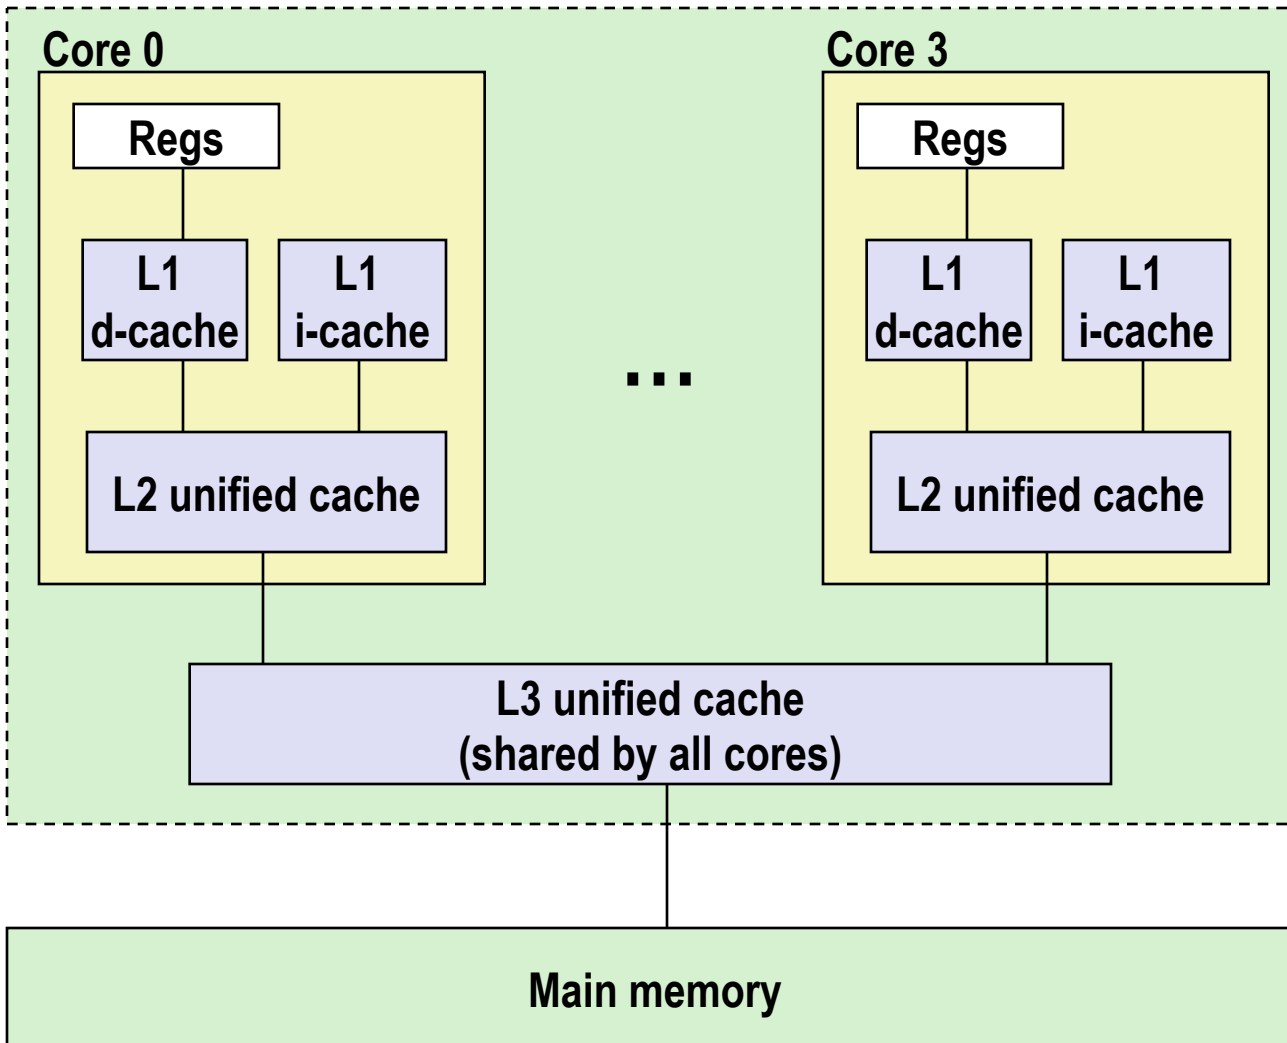 Core 0
Regs
L1
d-cache
L1
i-cache
L2 unified cache
...
Core 3
Regs
L1
d-cache
L1
i-cache
L2 unified cache
L3 unified cache
(shared by all cores)
Main memory